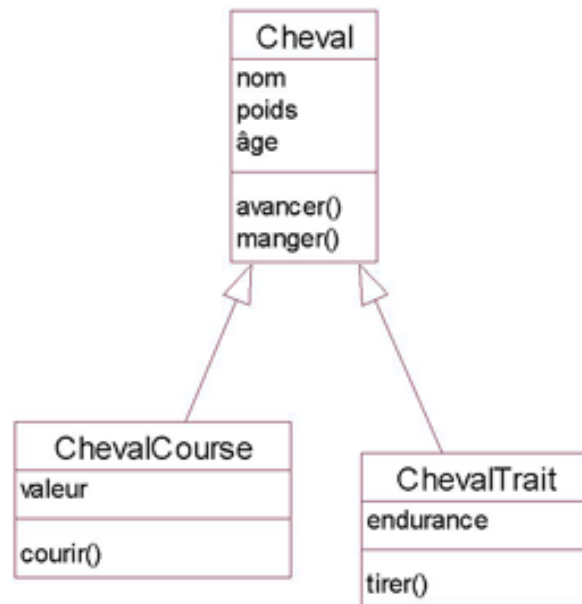 Cheval
nom
poids
âge
avancer()
manger()
ChevalCourse
valeur
courir()
ChevalTrait
endurance
tirer()